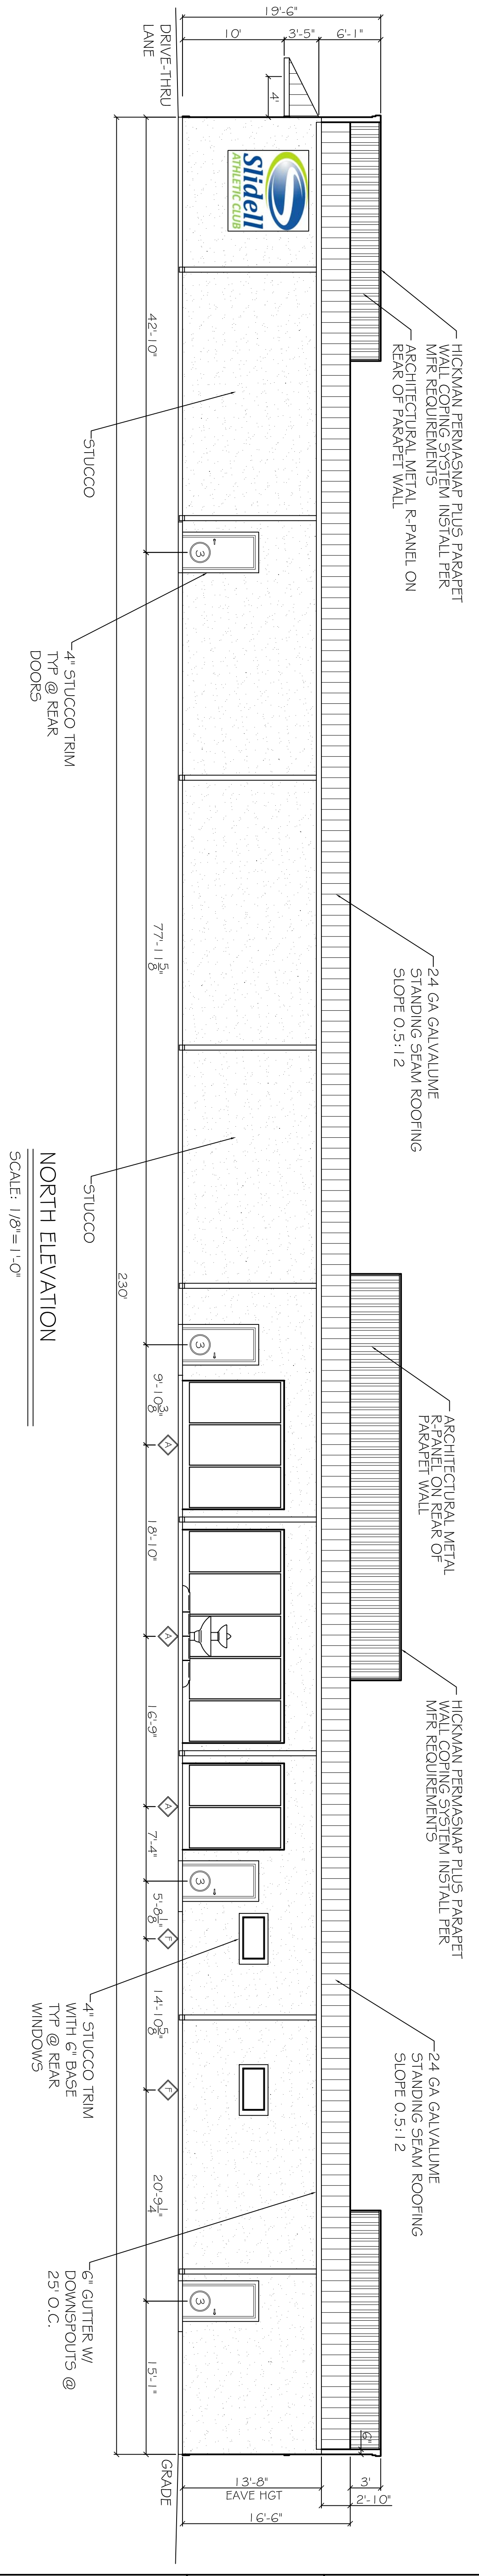 19'-6"
10'
3'-5"
6'-1"
4'
DRIVE-THRU
LANE
Slidell
ATHLETIC CLUB
HICKMAN PERMASNAP PLUS PARAPET
WALL COPING SYSTEM INSTALL PER
MFR REQUIREMENTS
ARCHITECTURAL METAL R-PANEL ON
REAR OF PARAPET WALL
24 GA GALVALUME
STANDING SEAM ROOFING
SLOPE 0.5:12
ARCHITECTURAL METAL
R-PANEL ON REAR OF
PARAPET WALL
HICKMAN PERMASNAP PLUS PARAPET
WALL COPING SYSTEM INSTALL PER
MFR REQUIREMENTS
24 GA GALVALUME
STANDING SEAM ROOFING
SLOPE 0.5:12
6"
3'
2'-10"
13'-8"
EAVE HGT
16'-6"
GRADE
3
3
3
3
42'-10"
77'-11 5/8"
9'-10 3/8"
A
18'-10"
A
16'-9"
A
7'-4"
5'-8 1/8"
F
14'-10 5/8"
F
20'-9 1/4"
15'-1"
230'
STUCCO
4" STUCCO TRIM
TYP @ REAR
DOORS
STUCCO
4" STUCCO TRIM
WITH 6" BASE
TYP @ REAR
WINDOWS
6" GUTTER W/
DOWNSPOUTS @
25' O.C.
NORTH ELEVATION
SCALE: 1/8"= 1'-0"